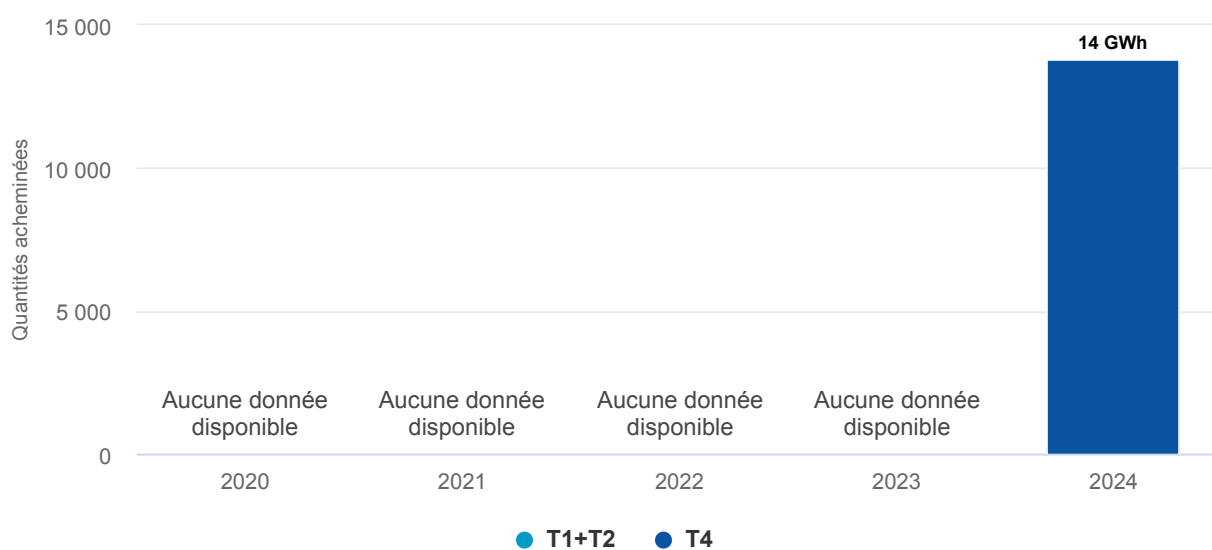 15 000
14 GWh
10 000
5 000
0
Quantités acheminées
Aucune donnée
disponible
Aucune donnée
disponible
Aucune donnée
disponible
Aucune donnée
disponible
2020
2021
2022
2023
2024
T1+T2
T4